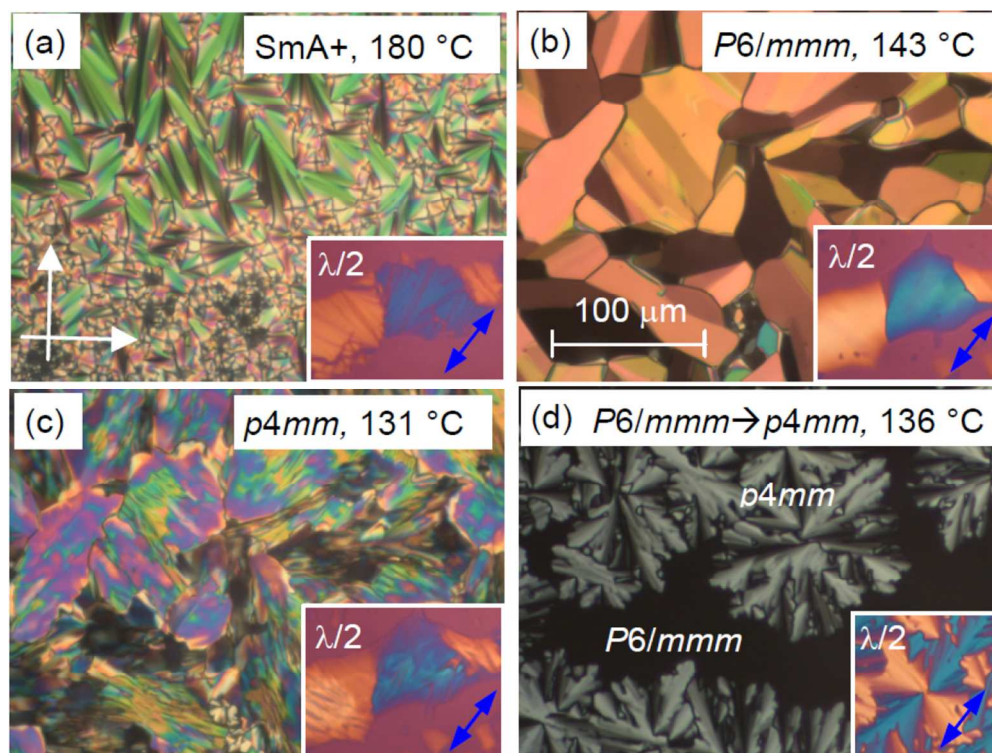 (a)
SmA+, 180 °C
λ/2
(b)
P6/mmm, 143 °C
100 μm
λ/2
(c)
p4mm, 131 °C
λ/2
(d)
P6/mmm→p4mm, 136 °C
p4mm
P6/mmm
λ/2